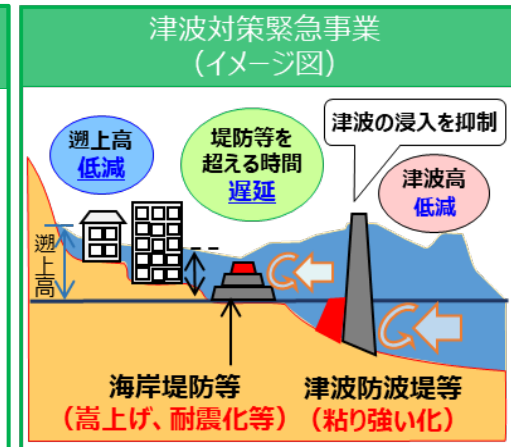 津波対策緊急事業
（イメージ図）
津波の浸入を抑制
遡上高
低減
堤防等を
超える時間
遅延
津波高
低減
遡上高
海岸堤防等
（嵩上げ、耐震化等）
津波防波堤等
（粘り強い化）